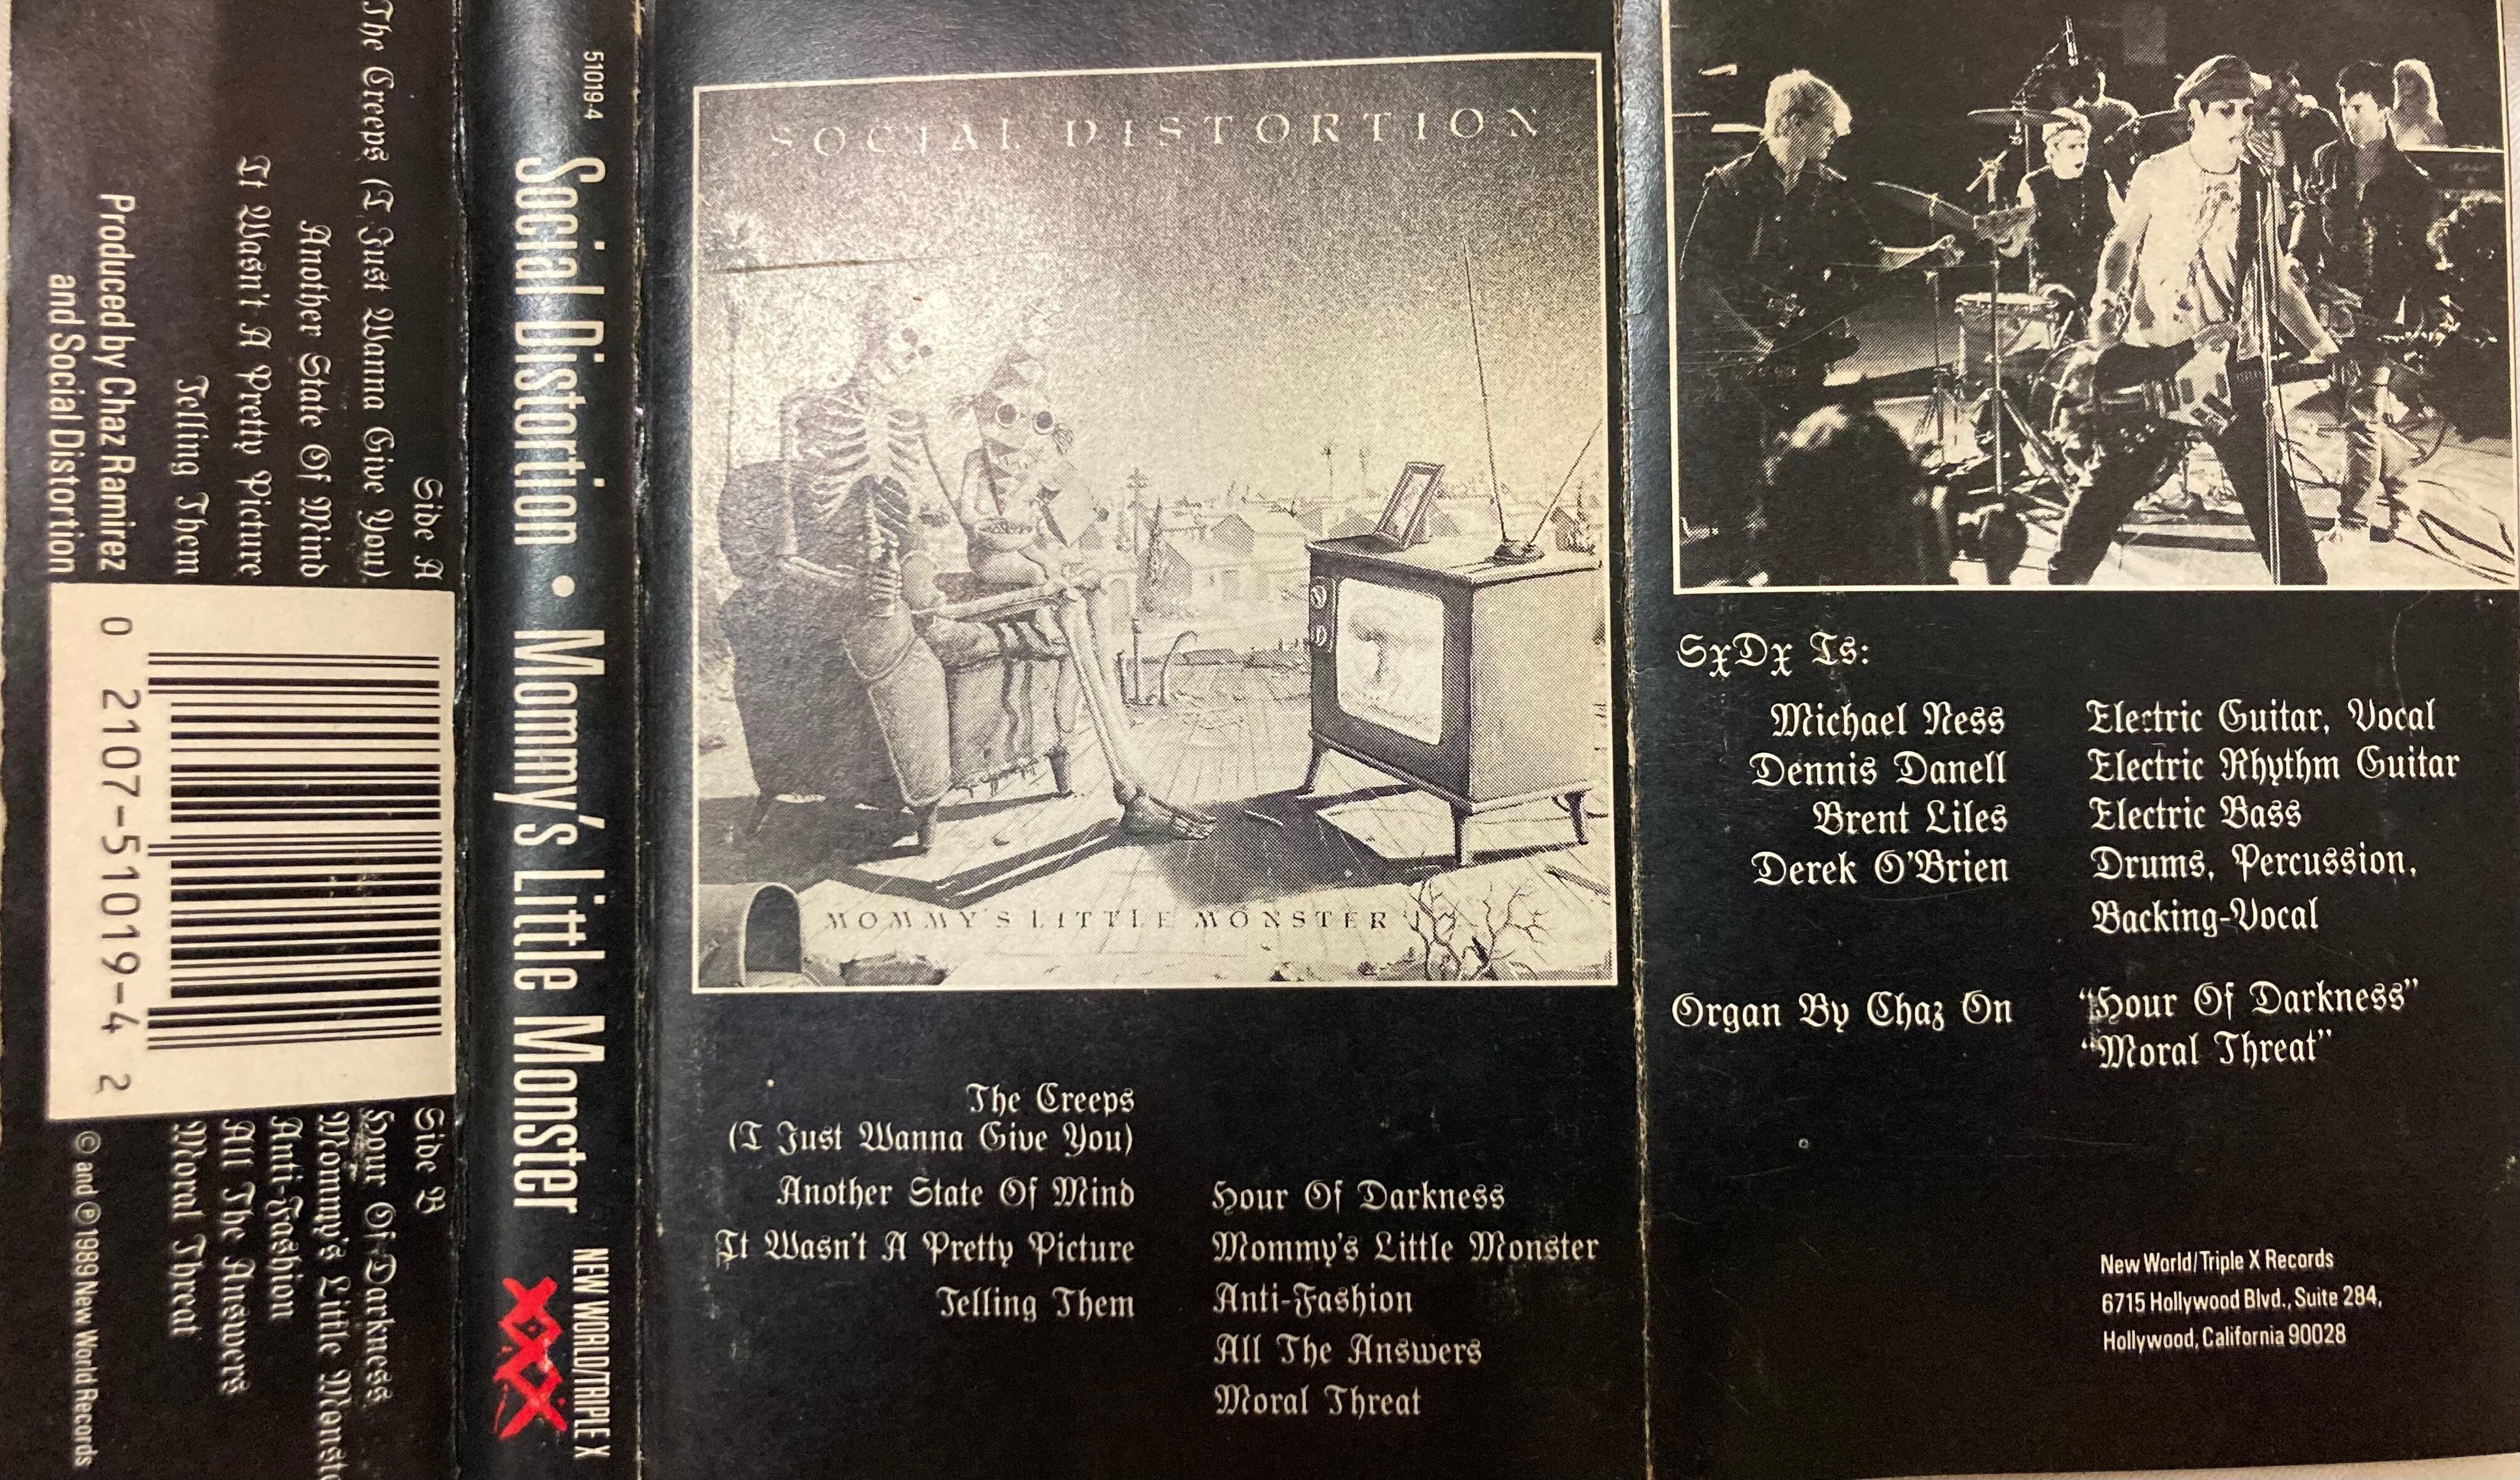 Side A
The Creeps (I Just Wanna Give You)
Another State Of Mind
It Wasn't A Pretty Picture
Telling Them
Produced by Chaz Ramirez
and Social Distortion
0 2107-51019-4 2
Side B
Hour Of Darkness
Mommy's Little Monste
Anti-Fashion
All The Answers
Moral Threat
© and ℗ 1989 New World Records
51019-4
Social Distortion • Mommy's Little Monster
NEW WORLD/TRIPLE X
XXX
SOCIAL DISTORTION
MOMMY'S LITTLE MONSTER
The Creeps
(I Just Wanna Give You)
Another State Of Mind
It Wasn't A Pretty Picture
Telling Them
Hour Of Darkness
Mommy's Little Monster
Anti-Fashion
All The Answers
Moral Threat
SxDx Is:
Michael Ness Electric Guitar, Vocal
Dennis Danell Electric Rhythm Guitar
Brent Liles Electric Bass
Derek O'Brien Drums, Percussion,
Backing-Vocal
Organ By Chaz On "Hour Of Darkness"
"Moral Threat"
New World/Triple X Records
6715 Hollywood Blvd., Suite 284,
Hollywood, California 90028